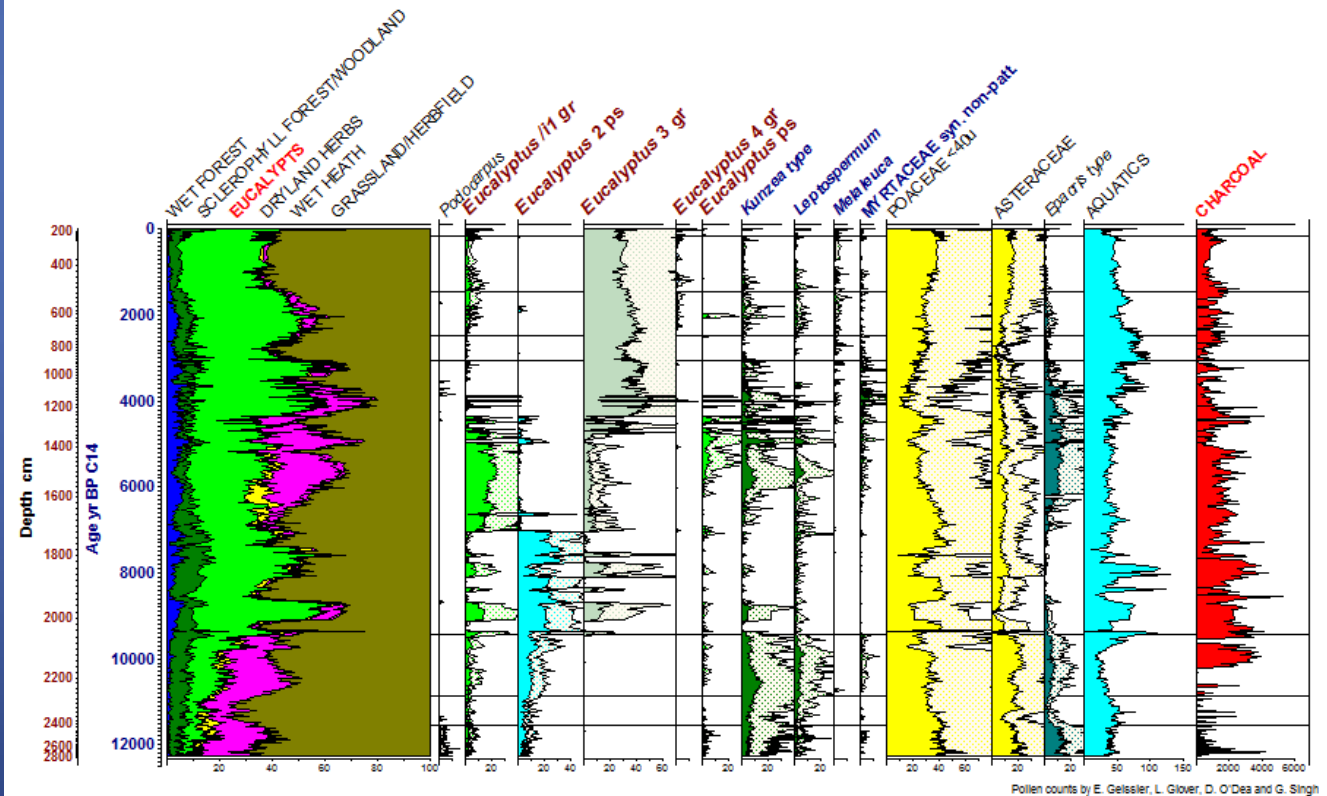 WET FOREST
SCLEROPHYLL FOREST/WOODLAND
EUCALYPTS
DRYLAND HERBS
WET HEATH
GRASSLAND/HERBFIELD
Podocarpus
Eucalyptus /i1 gr
Eucalyptus 2 ps
Eucalyptus 3 gr
Eucalyptus 4 gr
Eucalyptus ps
Kunzea type
Leptospermum
Melaleuca
MYRTACEAE syn. non-patt.
POACEAE <40u
ASTERACEAE
Epacris type
AQUATICS
CHARCOAL
Depth cm
200
400
600
800
1000
1200
1400
1600
1800
2000
2200
2400
2600
2800
Age yr BP C14
0
2000
4000
6000
8000
10000
12000
20 40 60 80 100
20
20 40
20 40 60
20
20
20
20 40 60
20
20
50 100 150
2000 4000 6000
Pollen counts by E. Geissler, L. Glover, D. O'Dea and G. Singh